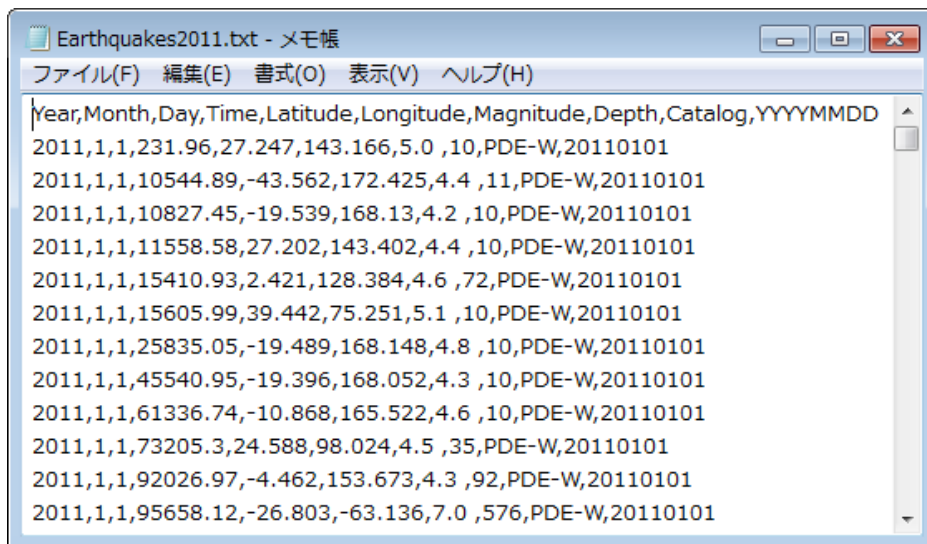 Earthquakes2011.txt - メモ帳
ファイル(F) 編集(E) 書式(O) 表示(V) ヘルプ(H)
Year,Month,Day,Time,Latitude,Longitude,Magnitude,Depth,Catalog,YYYYMMDD
2011,1,1,231.96,27.247,143.166,5.0 ,10,PDE-W,20110101
2011,1,1,10544.89,-43.562,172.425,4.4 ,11,PDE-W,20110101
2011,1,1,10827.45,-19.539,168.13,4.2 ,10,PDE-W,20110101
2011,1,1,11558.58,27.202,143.402,4.4 ,10,PDE-W,20110101
2011,1,1,15410.93,2.421,128.384,4.6 ,72,PDE-W,20110101
2011,1,1,15605.99,39.442,75.251,5.1 ,10,PDE-W,20110101
2011,1,1,25835.05,-19.489,168.148,4.8 ,10,PDE-W,20110101
2011,1,1,45540.95,-19.396,168.052,4.3 ,10,PDE-W,20110101
2011,1,1,61336.74,-10.868,165.522,4.6 ,10,PDE-W,20110101
2011,1,1,73205.3,24.588,98.024,4.5 ,35,PDE-W,20110101
2011,1,1,92026.97,-4.462,153.673,4.3 ,92,PDE-W,20110101
2011,1,1,95658.12,-26.803,-63.136,7.0 ,576,PDE-W,20110101